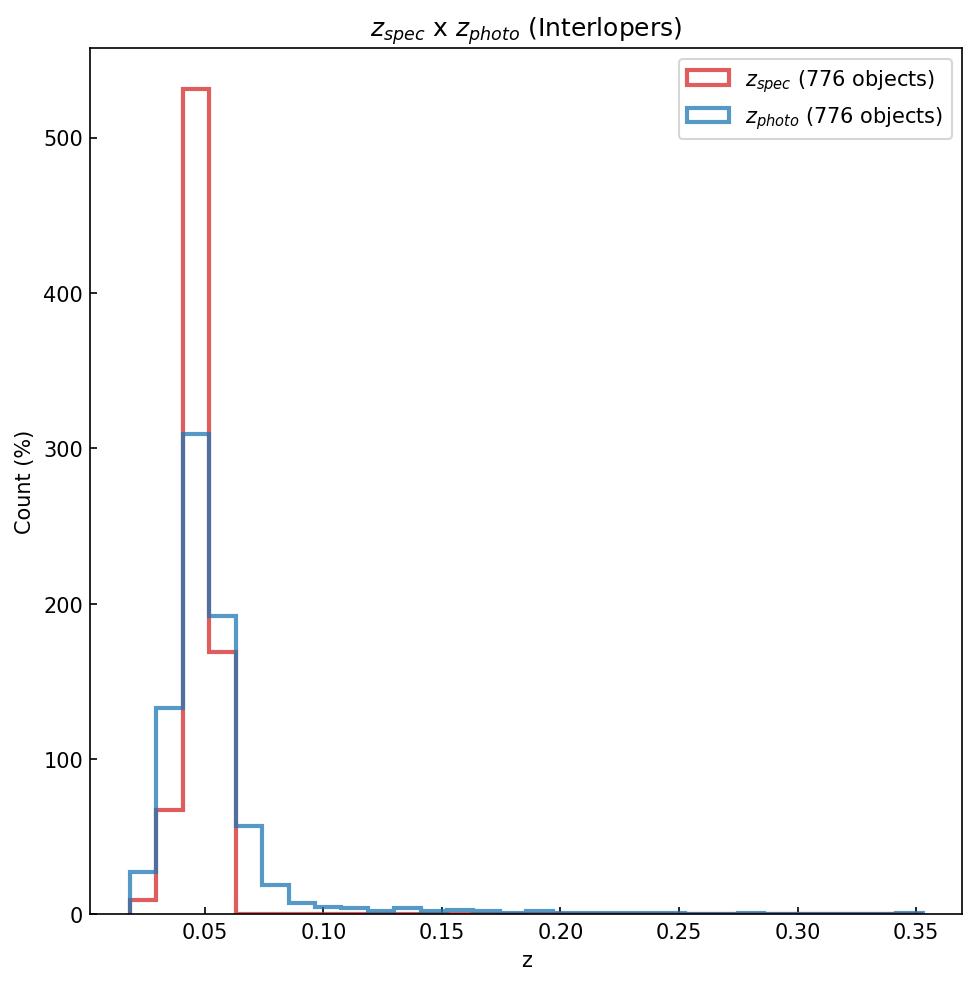 z_spec x z_photo (Interlopers)
z_spec (776 objects)
z_photo (776 objects)
Count (%)
500
400
300
200
100
0
0.05 0.10 0.15 0.20 0.25 0.30 0.35
z